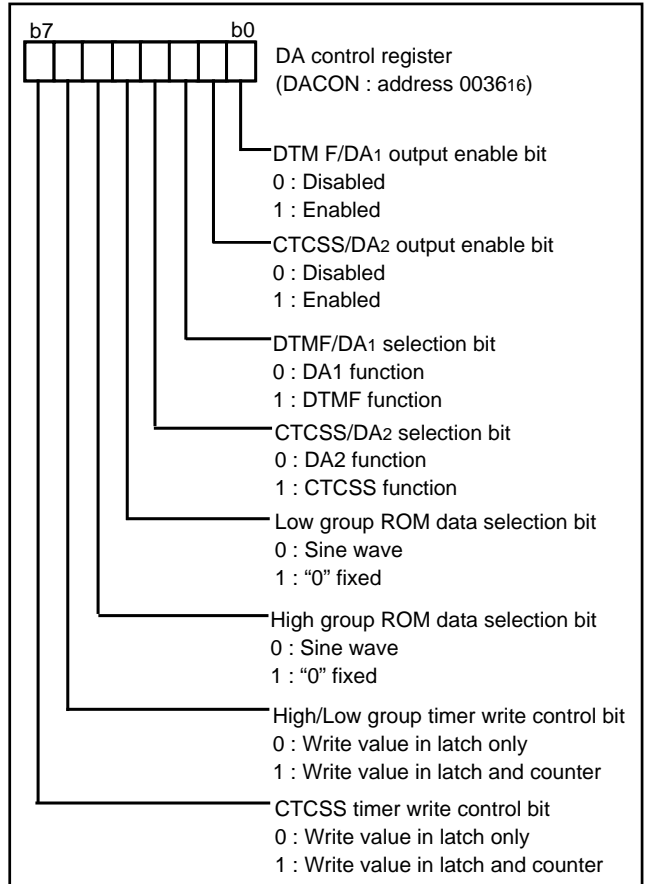 b7 b0
DA control register
(DACON : address 003616)
DTM F/DA1 output enable bit
0 : Disabled
1 : Enabled
CTCSS/DA2 output enable bit
0 : Disabled
1 : Enabled
DTMF/DA1 selection bit
0 : DA1 function
1 : DTMF function
CTCSS/DA2 selection bit
0 : DA2 function
1 : CTCSS function
Low group ROM data selection bit
0 : Sine wave
1 : “0” fixed
High group ROM data selection bit
0 : Sine wave
1 : “0” fixed
High/Low group timer write control bit
0 : Write value in latch only
1 : Write value in latch and counter
CTCSS timer write control bit
0 : Write value in latch only
1 : Write value in latch and counter